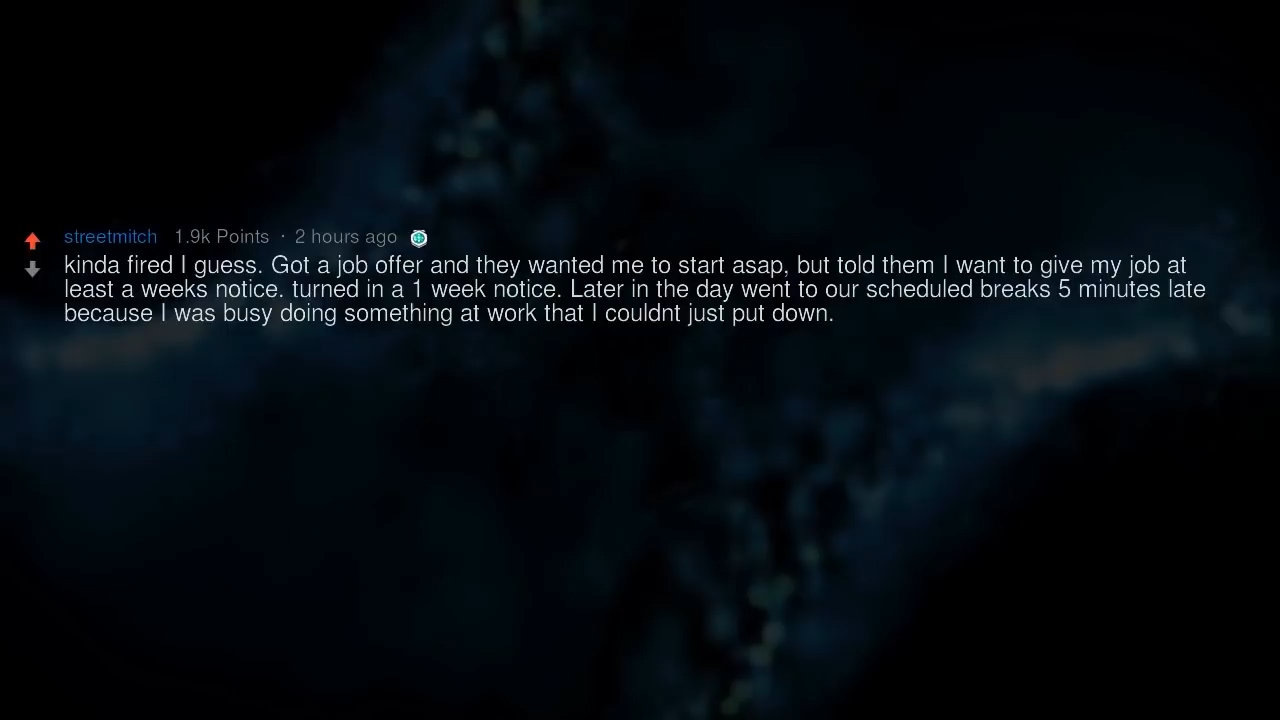 streetmitch 1.9k Points · 2 hours ago
kinda fired I guess. Got a job offer and they wanted me to start asap, but told them I want to give my job at
least a weeks notice. turned in a 1 week notice. Later in the day went to our scheduled breaks 5 minutes late
because I was busy doing something at work that I couldnt just put down.